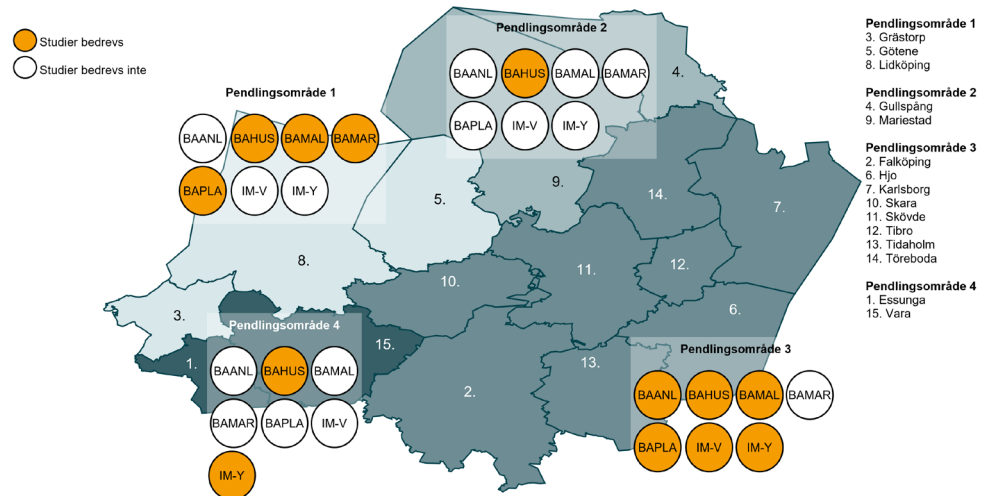 Studier bedrevs
Studier bedrevs inte
Pendlingsområde 1
BAANL BAHUS BAMAL BAMAR
BAPLA IM-V IM-Y
Pendlingsområde 2
BAANL BAHUS BAMAL BAMAR
BAPLA IM-V IM-Y
4.
9.
14.
7.
5.
8.
10.
11.
12.
3.
6.
15.
1.
2.
13.
Pendlingsområde 4
BAANL BAHUS BAMAL
BAMAR BAPLA IM-V
IM-Y
Pendlingsområde 3
BAANL BAHUS BAMAL BAMAR
BAPLA IM-V IM-Y
Pendlingsområde 1
3. Grästorp
5. Götene
8. Lidköping
Pendlingsområde 2
4. Gullspång
9. Mariestad
Pendlingsområde 3
2. Falköping
6. Hjo
7. Karlsborg
10. Skara
11. Skövde
12. Tibro
13. Tidaholm
14. Töreboda
Pendlingsområde 4
1. Essunga
15. Vara